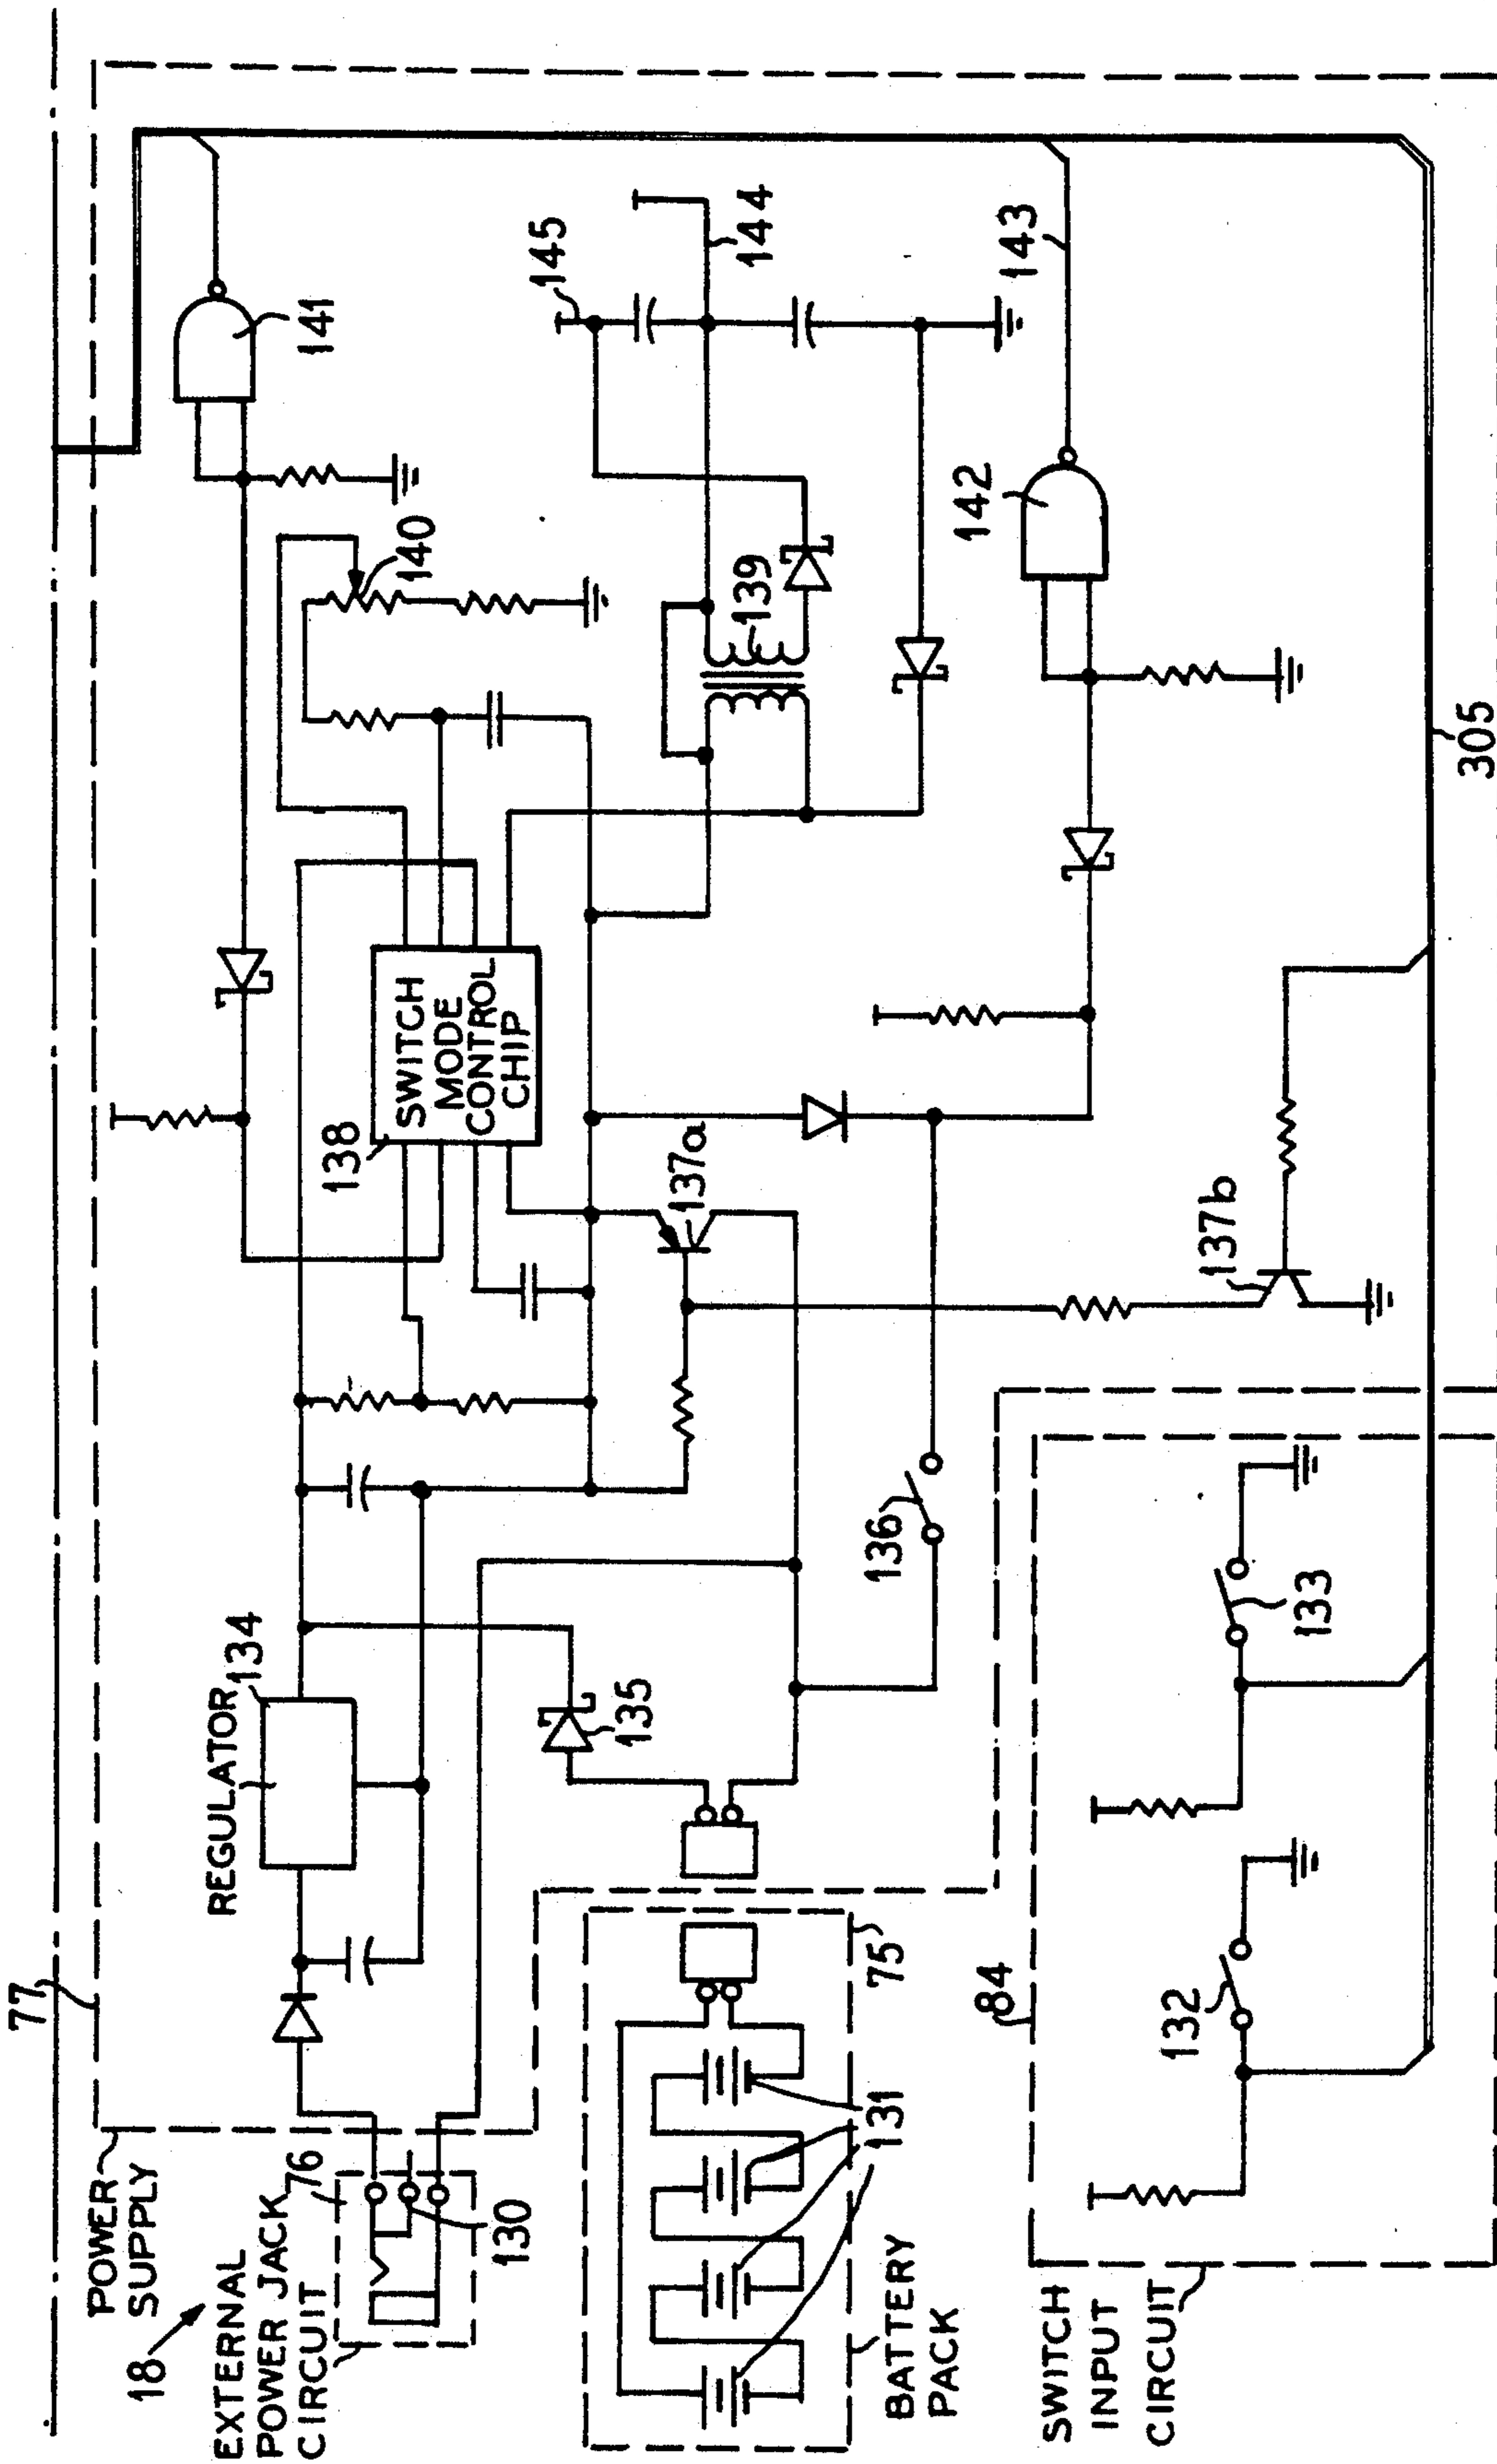 77
POWER
SUPPLY
18
EXTERNAL
POWER JACK
CIRCUIT
76
130
REGULATOR
134
135
138
SWITCH
MODE
CONTROL
CHIP
137a
136
137b
139
140
141
142
143
144
145
BATTERY
PACK
131
75
84
SWITCH
INPUT
CIRCUIT
132
133
305